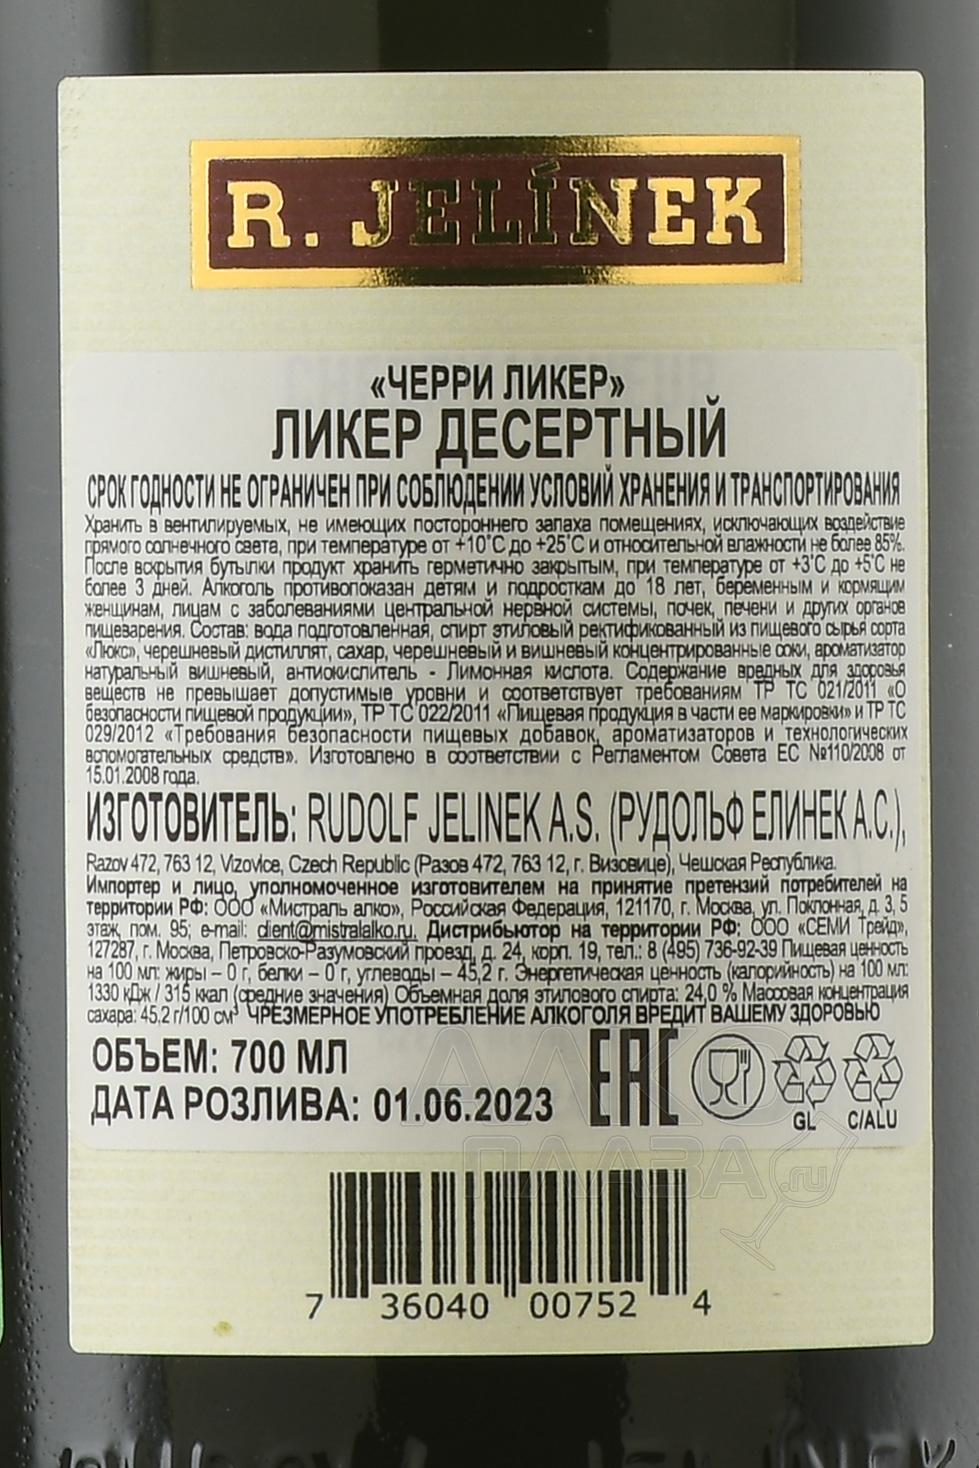 R. JELÍNEK
«ЧЕРРИ ЛИКЕР»
ЛИКЕР ДЕСЕРТНЫЙ
СРОК ГОДНОСТИ НЕ ОГРАНИЧЕН ПРИ СОБЛЮДЕНИИ УСЛОВИЙ ХРАНЕНИЯ И ТРАНСПОРТИРОВАНИЯ
Хранить в вентилируемых, не имеющих постороннего запаха помещениях, исключающих воздействие
прямого солнечного света, при температуре от +10˚С до +25˚С и относительной влажности не более 85%.
После вскрытия бутылки продукт хранить герметично закрытым, при температуре от +3˚С до +5˚С не
более 3 дней. Алкоголь противопоказан детям и подросткам до 18 лет, беременным и кормящим
женщинам, лицам с заболеваниями центральной нервной системы, почек, печени и других органов
пищеварения. Состав: вода подготовленная, спирт этиловый ректификованный из пищевого сырья сорта
«Люкс», черешневый дистиллят, сахар, черешневый и вишневый концентрированные соки, ароматизатор
натуральный вишневый, антиокислитель - Лимонная кислота. Содержание вредных для здоровья
веществ не превышает допустимые уровни и соответствует требованиям ТР ТС 021/2011 «О
безопасности пищевой продукции», ТР ТС 022/2011 «Пищевая продукция в части ее маркировки» и ТР ТС
029/2012 «Требования безопасности пищевых добавок, ароматизаторов и технологических
вспомогательных средств». Изготовлено в соответствии с Регламентом Совета ЕС №110/2008 от
15.01.2008 года.
ИЗГОТОВИТЕЛЬ: RUDOLF JELINEK A.S. (РУДОЛЬФ ЕЛИНЕК А.С.),
Razov 472, 763 12, Vizovice, Czech Republic (Разов 472, 763 12, г. Визовице), Чешская Республика.
Импортер и лицо, уполномоченное изготовителем на принятие претензий потребителей на
территории РФ: ООО «Мистраль алко», Российская Федерация, 121170, г. Москва, ул. Поклонная, д. 3, 5
этаж, пом. 95; e-mail: client@mistralalko.ru. Дистрибьютор на территории РФ: ООО «СЕМИ Трейд»,
127287, г. Москва, Петровско-Разумовский проезд, д. 24, корп. 19, тел.: 8 (495) 736-92-39 Пищевая ценность
на 100 мл: жиры – 0 г, белки – 0 г, углеводы – 45,2 г. Энергетическая ценность (калорийность) на 100 мл:
1330 кДж / 315 ккал (средние значения) Объемная доля этилового спирта: 24,0 % Массовая концентрация
сахара: 45,2 г/100 см³ ЧРЕЗМЕРНОЕ УПОТРЕБЛЕНИЕ АЛКОГОЛЯ ВРЕДИТ ВАШЕМУ ЗДОРОВЬЮ
ОБЪЕМ: 700 МЛ
ДАТА РОЗЛИВА: 01.06.2023
EAC
GL
C/ALU
АЛКО
ПЛАЗА.ru
7 36040 00752 4